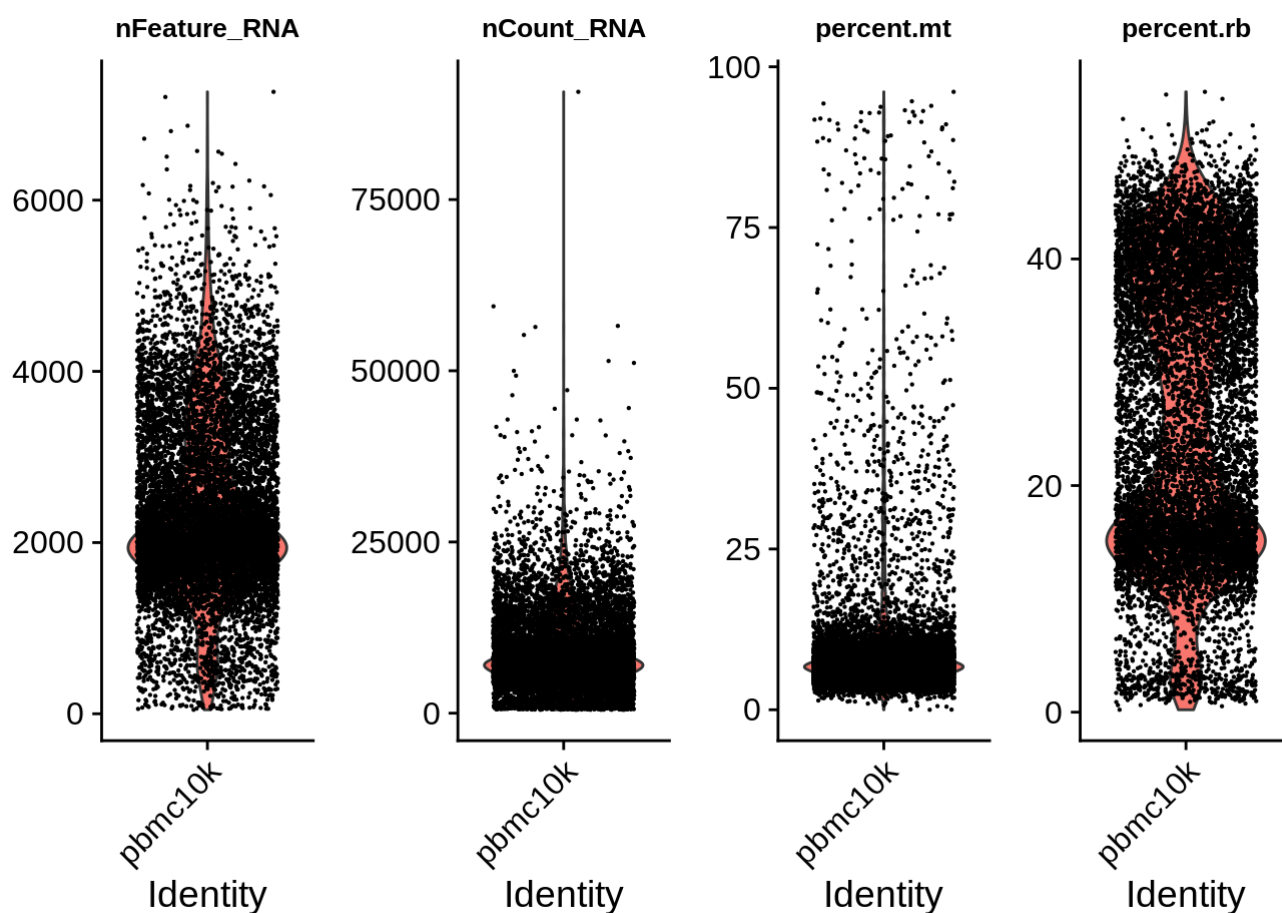 nFeature_RNA
6000
4000
2000
0
pbmc10k
Identity
nCount_RNA
75000
50000
25000
0
pbmc10k
Identity
percent.mt
100
75
50
25
0
pbmc10k
Identity
percent.rb
40
20
0
pbmc10k
Identity